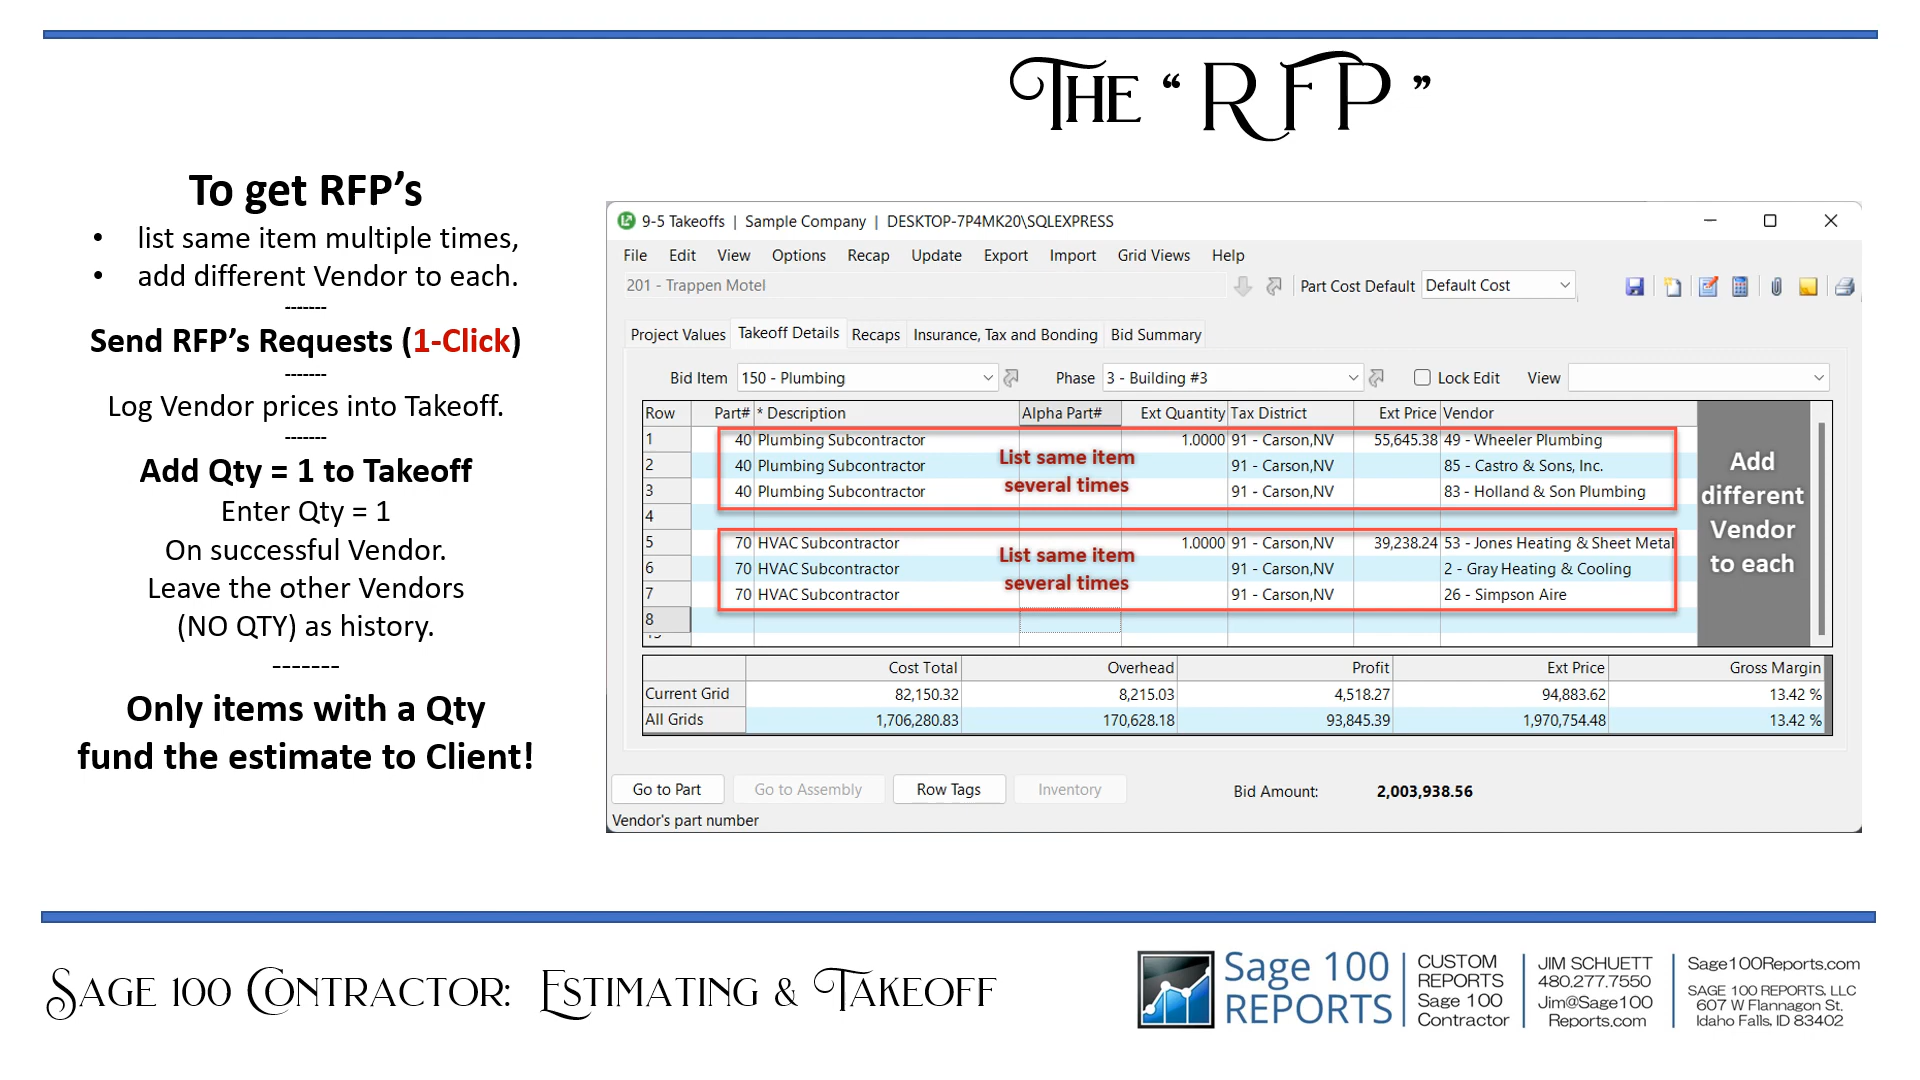 The “ RFP ”
To get RFP’s
• list same item multiple times,
• add different Vendor to each.
-------
Send RFP’s Requests (1-Click)
-------
Log Vendor prices into Takeoff.
-------
Add Qty = 1 to Takeoff
Enter Qty = 1
On successful Vendor.
Leave the other Vendors
(NO QTY) as history.
-------
Only items with a Qty
fund the estimate to Client!
9-5 Takeoffs | Sample Company | DESKTOP-7P4MK20\SQLEXPRESS
File Edit View Options Recap Update Export Import Grid Views Help
201 - Trappen Motel Part Cost Default Default Cost
Project Values Takeoff Details Recaps Insurance, Tax and Bonding Bid Summary
Bid Item 150 - Plumbing Phase 3 - Building #3 Lock Edit View
Row Part# * Description Alpha Part# Ext Quantity Tax District Ext Price Vendor
1 40 Plumbing Subcontractor 1.0000 91 - Carson,NV 55,645.38 49 - Wheeler Plumbing
2 40 Plumbing Subcontractor 91 - Carson,NV 85 - Castro & Sons, Inc.
3 40 Plumbing Subcontractor 91 - Carson,NV 83 - Holland & Son Plumbing
4
5 70 HVAC Subcontractor 1.0000 91 - Carson,NV 39,238.24 53 - Jones Heating & Sheet Metal
6 70 HVAC Subcontractor 91 - Carson,NV 2 - Gray Heating & Cooling
7 70 HVAC Subcontractor 91 - Carson,NV 26 - Simpson Aire
8
List same item
several times
List same item
several times
Add
different
Vendor
to each
Cost Total Overhead Profit Ext Price Gross Margin
Current Grid 82,150.32 8,215.03 4,518.27 94,883.62 13.42 %
All Grids 1,706,280.83 170,628.18 93,845.39 1,970,754.48 13.42 %
Go to Part Go to Assembly Row Tags Inventory Bid Amount: 2,003,938.56
Vendor's part number
Sage 100 Contractor: Estimating & Takeoff
Sage 100
REPORTS
CUSTOM
REPORTS
Sage 100
Contractor
JIM SCHUETT
480.277.7550
Jim@Sage100
Reports.com
Sage100Reports.com
SAGE 100 REPORTS, LLC
607 W Flannagon St.
Idaho Falls, ID 83402